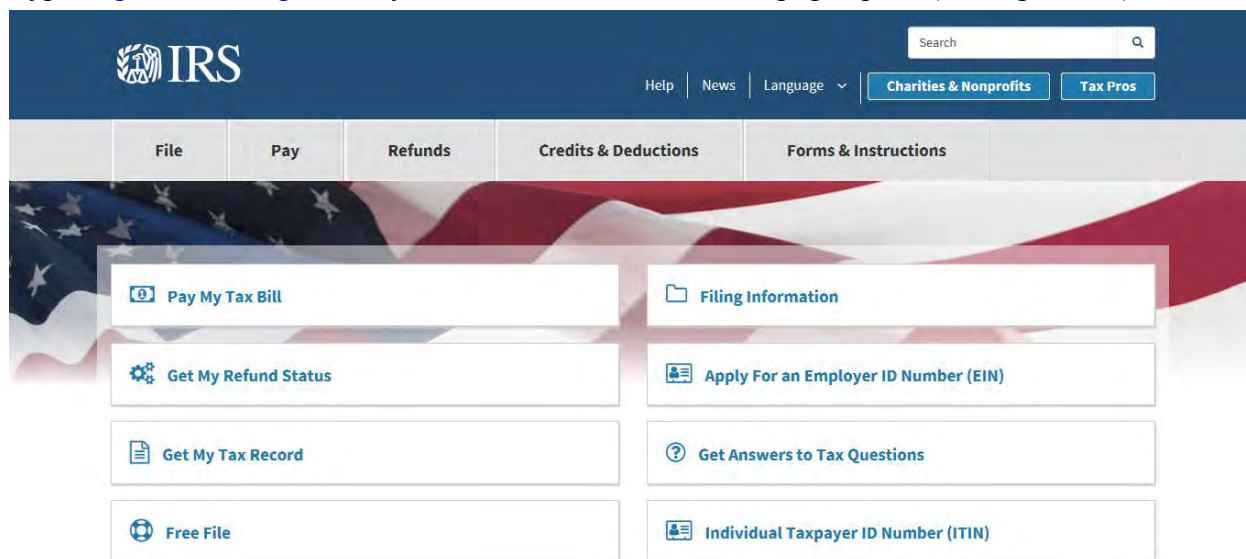 Search
IRS
Help News Language Charities & Nonprofits Tax Pros
File Pay Refunds Credits & Deductions Forms & Instructions
Pay My Tax Bill
Filing Information
Get My Refund Status
Apply For an Employer ID Number (EIN)
Get My Tax Record
Get Answers to Tax Questions
Free File
Individual Taxpayer ID Number (ITIN)